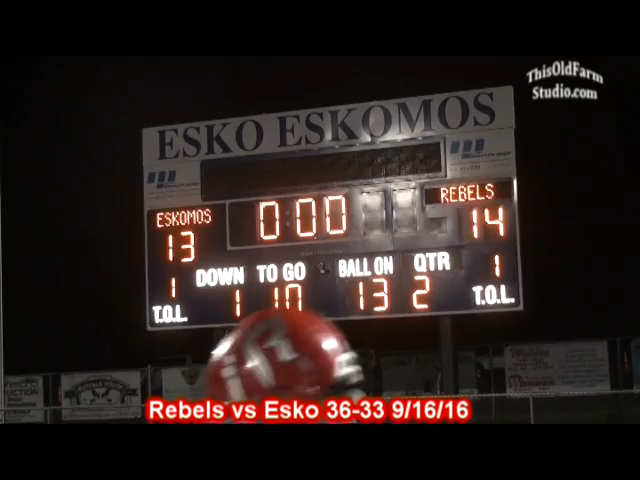 ThisOldFarm
Studio.com
ESKO ESKOMOS
ESKOMOS 0:00 REBELS
13 14
DOWN TO GO BALL ON QTR
1 1 10 13 2 1
T.O.L. T.O.L.
Rebels vs Esko 36-33 9/16/16